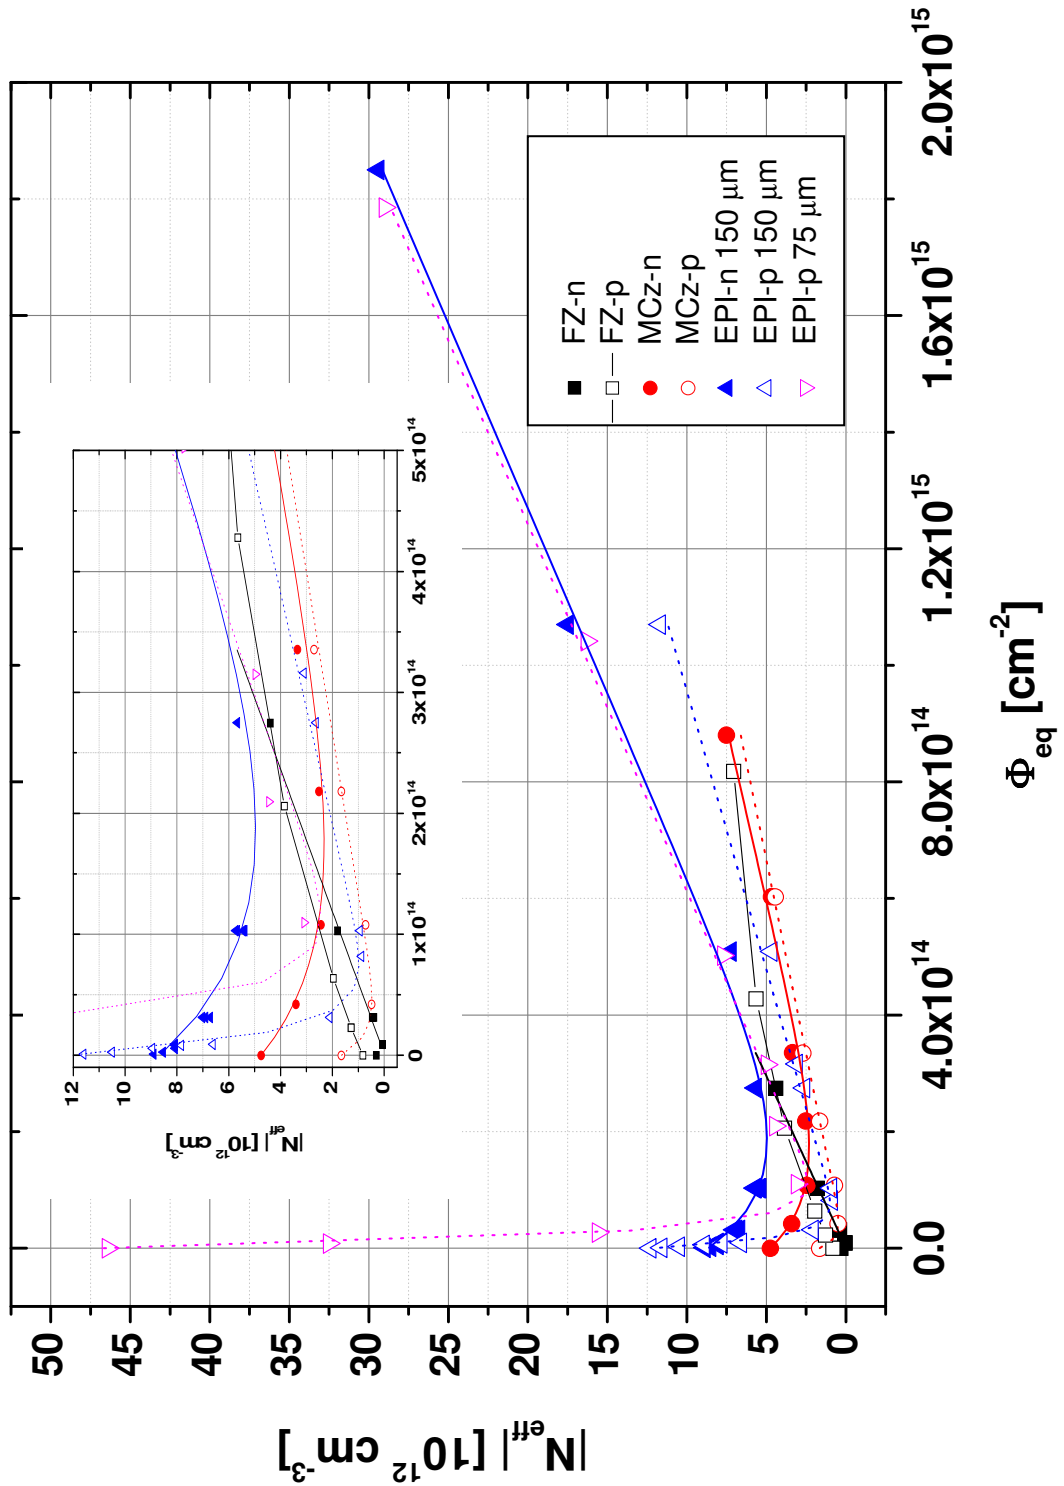 |N_eff| [10^12 cm^-3]
50
45
40
35
30
25
20
15
10
5
0
0.0
4.0x10^14
8.0x10^14
1.2x10^15
1.6x10^15
2.0x10^15
Φ_eq [cm^-2]
|N_eff| [10^12 cm^-3]
12
10
8
6
4
2
0
0
1x10^14
2x10^14
3x10^14
4x10^14
5x10^14
FZ-n
FZ-p
MCz-n
MCz-p
EPI-n 150 μm
EPI-p 150 μm
EPI-p 75 μm